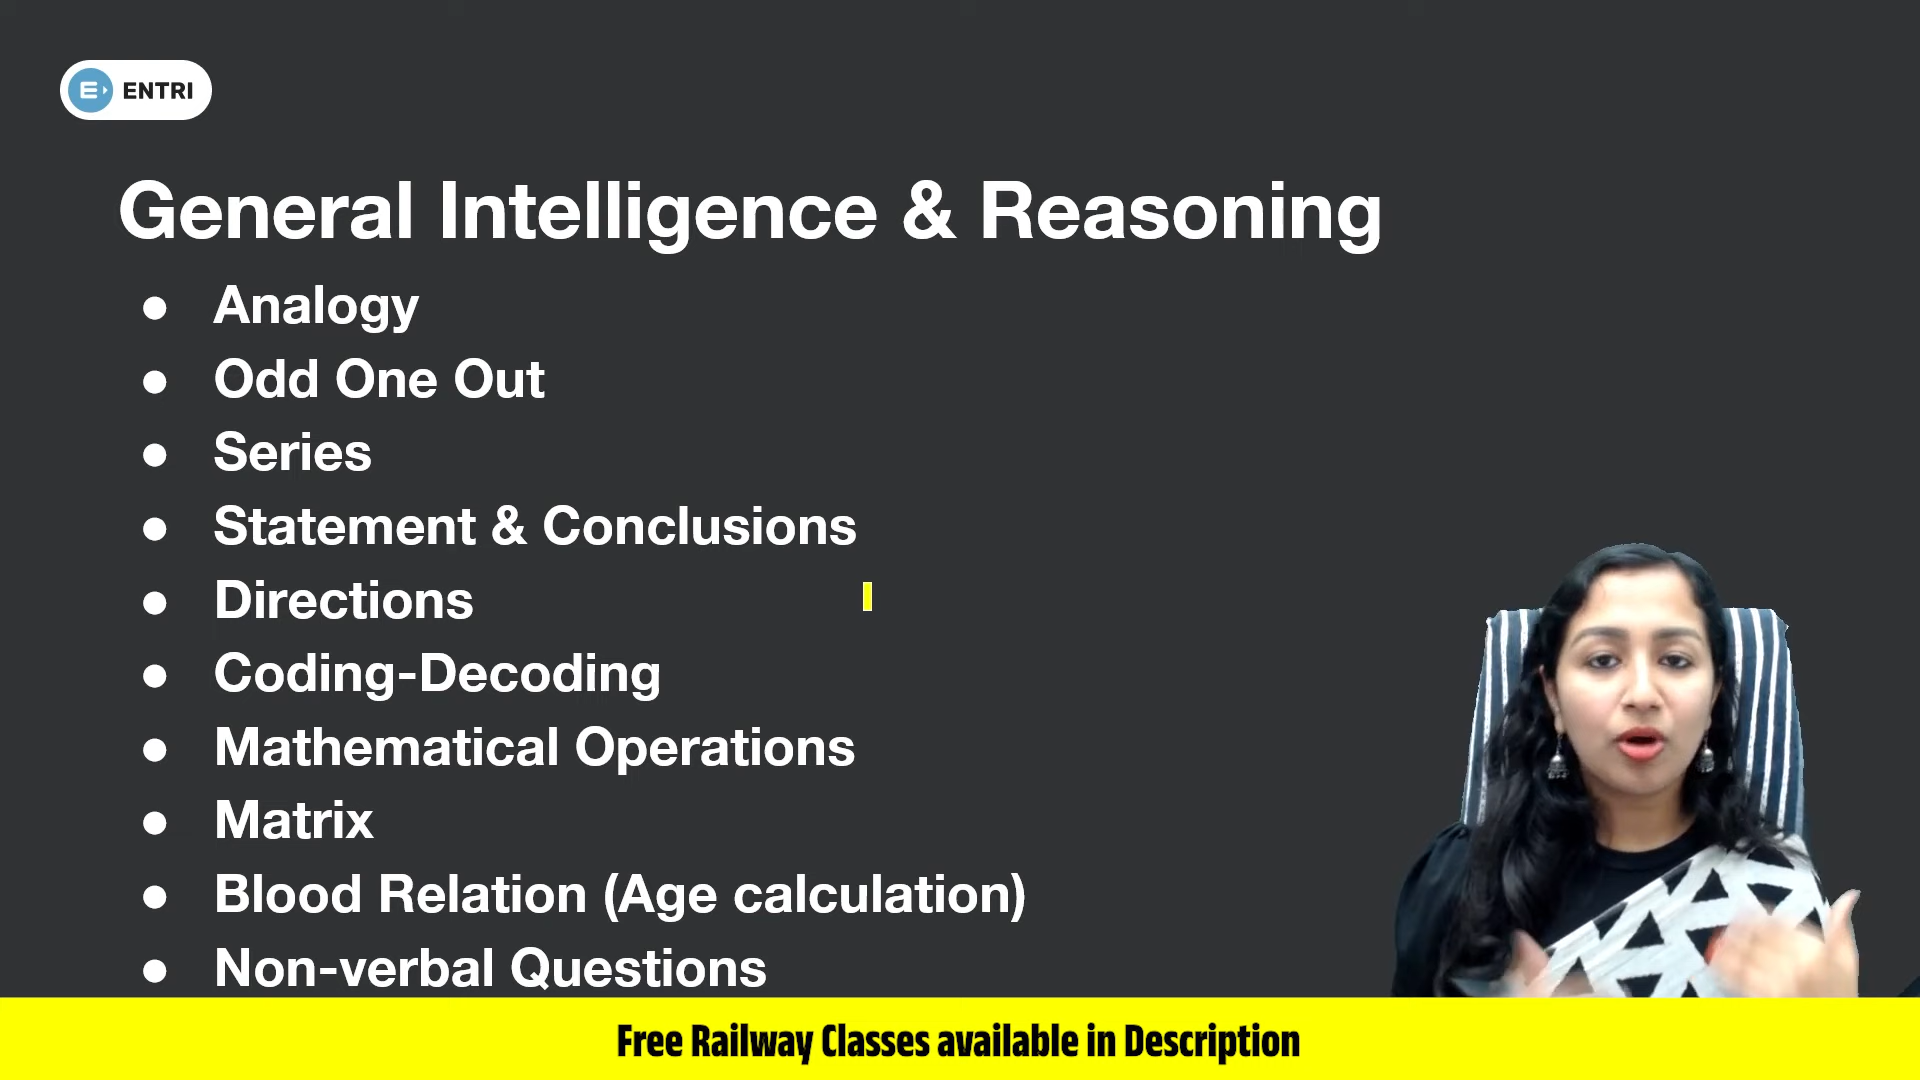 ENTRI
General Intelligence & Reasoning
● Analogy
● Odd One Out
● Series
● Statement & Conclusions
● Directions
● Coding-Decoding
● Mathematical Operations
● Matrix
● Blood Relation (Age calculation)
● Non-verbal Questions
Free Railway Classes available in Description